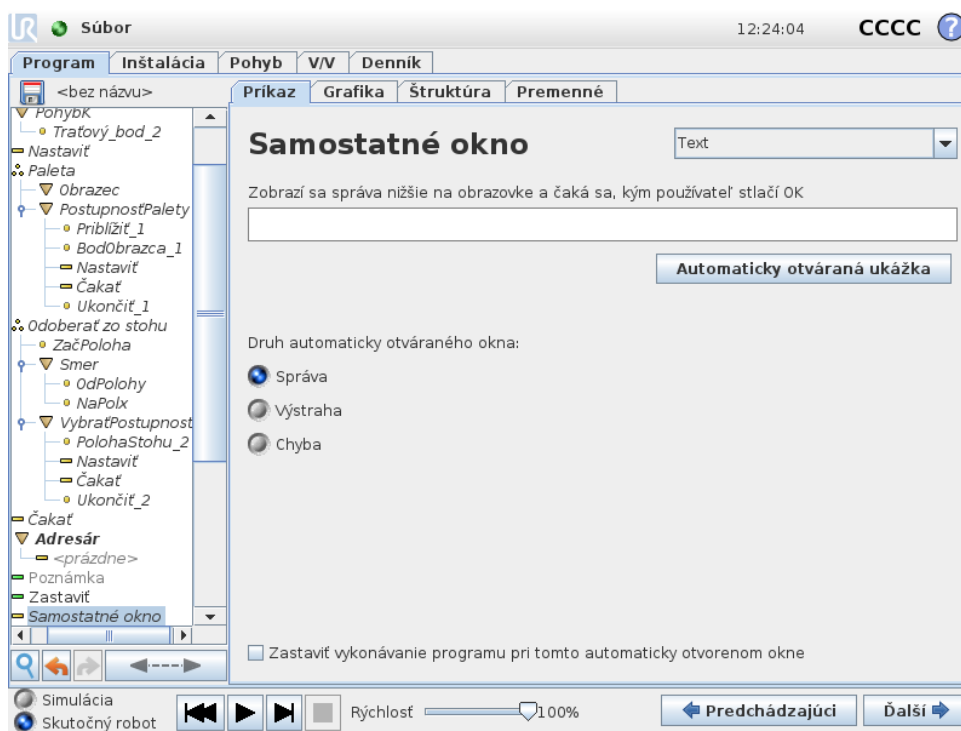 Súbor
12:24:04
CCCC
?
Program
Inštalácia
Pohyb
V/V
Denník
<bez názvu>
Príkaz
Grafika
Štruktúra
Premenné
PohybK
Traťový_bod_2
Nastaviť
Paleta
Obrazec
PostupnosťPalety
Priblížiť_1
BodObrazca_1
Nastaviť
Čakať
Ukončiť_1
Odoberať zo stohu
ZačPoloha
Smer
OdPolohy
NaPolx
VybraťPostupnosť
PolohaStohu_2
Nastaviť
Čakať
Ukončiť_2
Čakať
Adresár
<prázdne>
Poznámka
Zastaviť
Samostatné okno
Samostatné okno
Text
Zobrazí sa správa nižšie na obrazovke a čaká sa, kým používateľ stlačí OK
Automaticky otváraná ukážka
Druh automaticky otváraného okna:
Správa
Výstraha
Chyba
Zastaviť vykonávanie programu pri tomto automaticky otvorenom okne
Simulácia
Skutočný robot
Rýchlosť
100%
Predchádzajúci
Ďalší